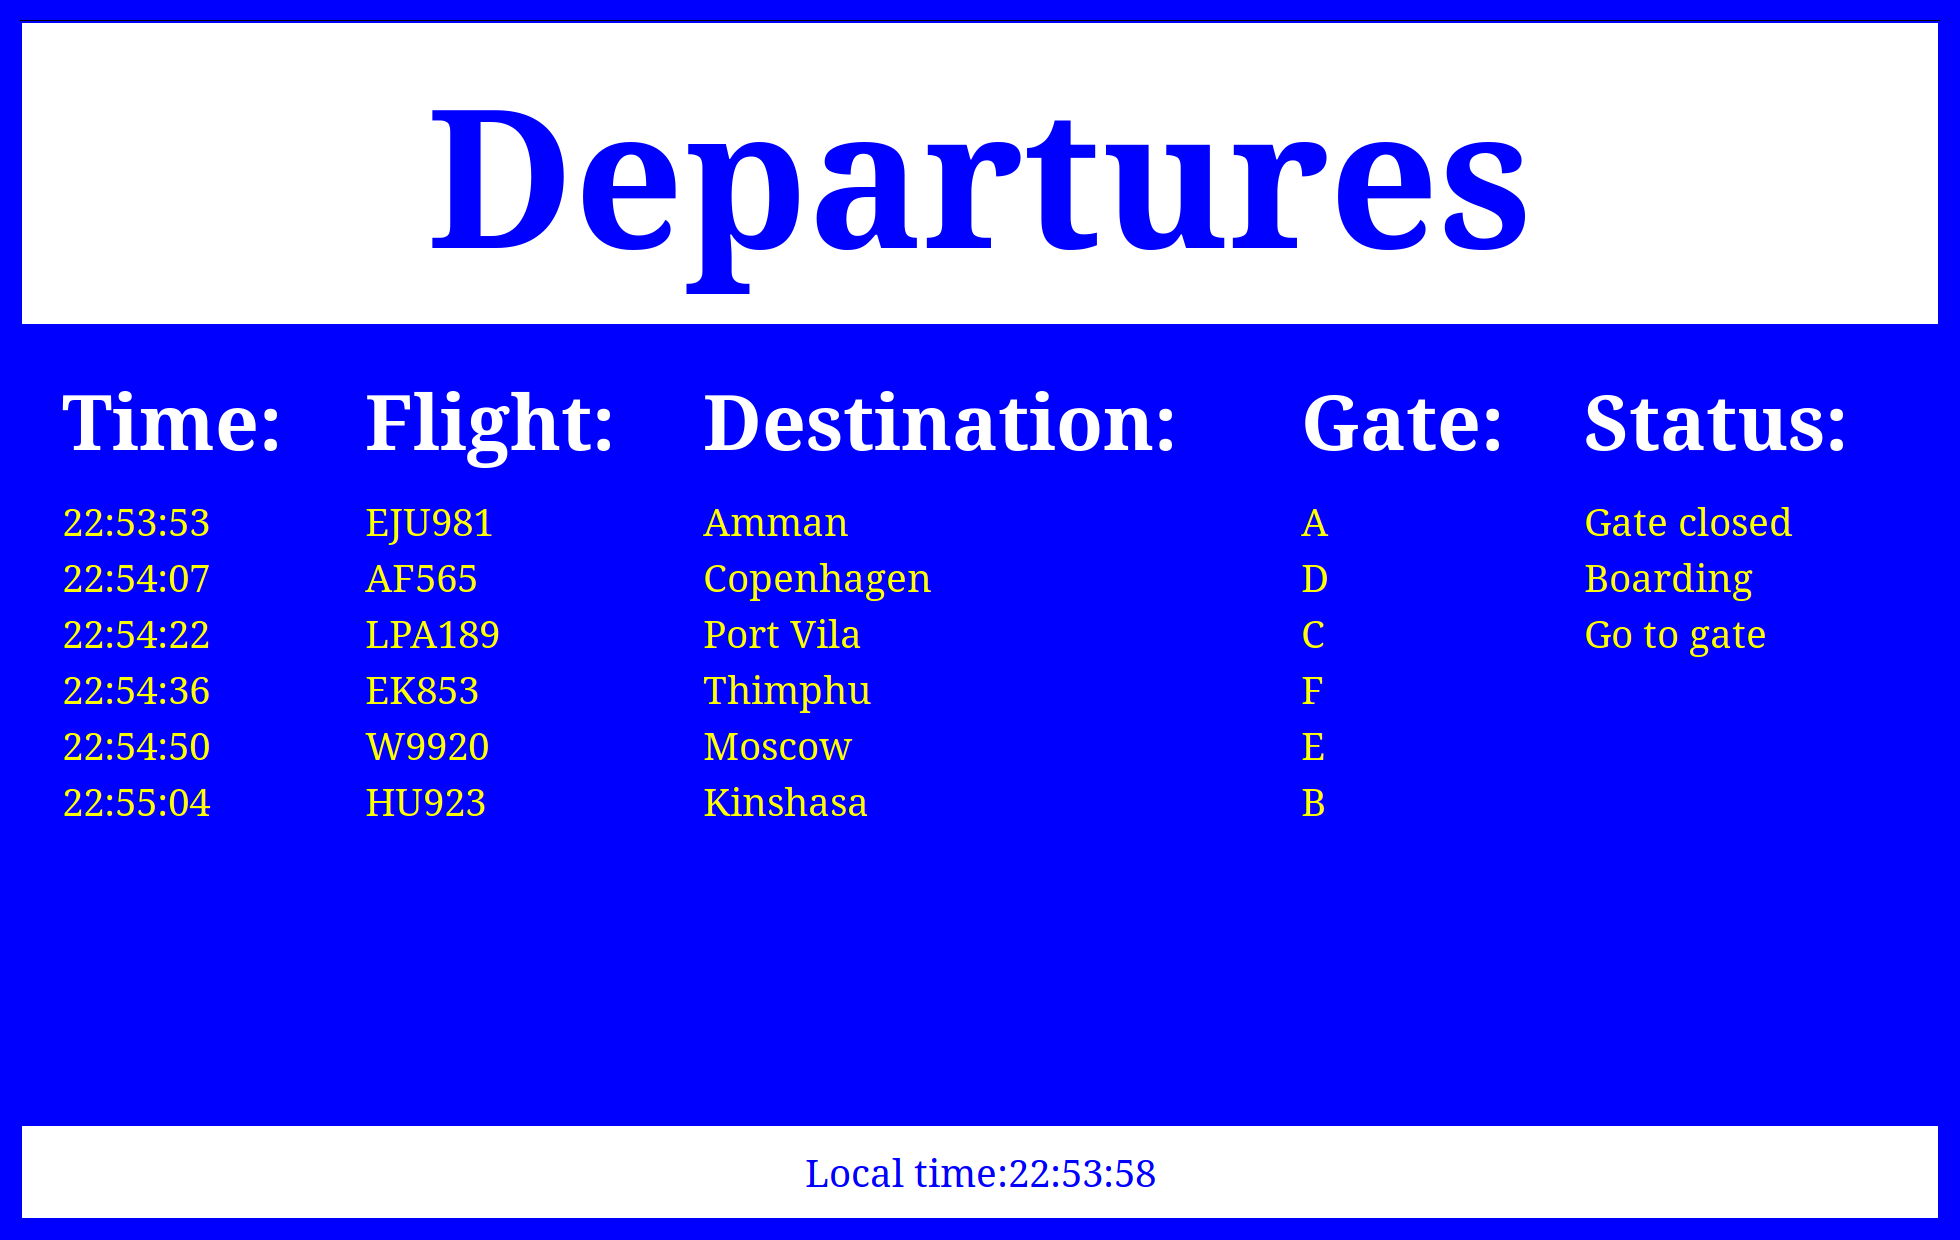 Departures
Time: Flight: Destination: Gate: Status:
22:53:53 EJU981 Amman A Gate closed
22:54:07 AF565 Copenhagen D Boarding
22:54:22 LPA189 Port Vila C Go to gate
22:54:36 EK853 Thimphu F
22:54:50 W9920 Moscow E
22:55:04 HU923 Kinshasa B
Local time:22:53:58